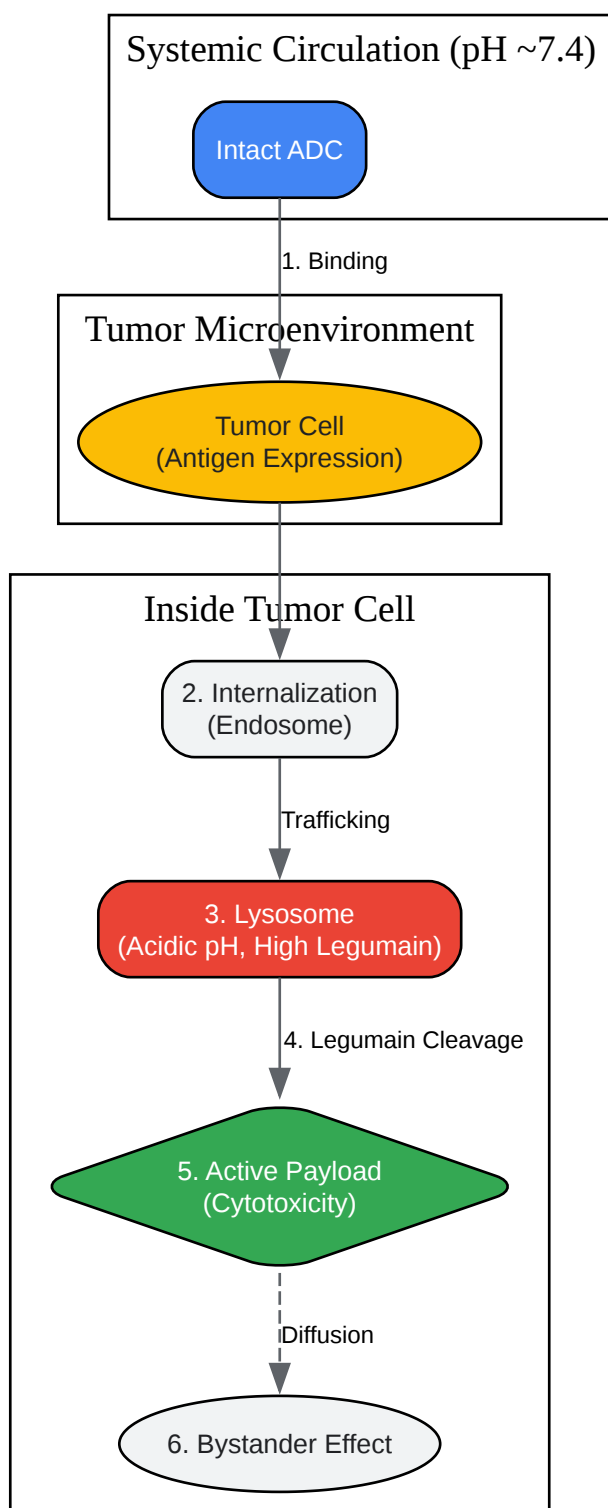 Systemic Circulation (pH ~7.4)
Intact ADC
1. Binding
Tumor Microenvironment
Tumor Cell
(Antigen Expression)
Inside Tumor Cell
2. Internalization
(Endosome)
Trafficking
3. Lysosome
(Acidic pH, High Legumain)
4. Legumain Cleavage
5. Active Payload
(Cytotoxicity)
Diffusion
6. Bystander Effect